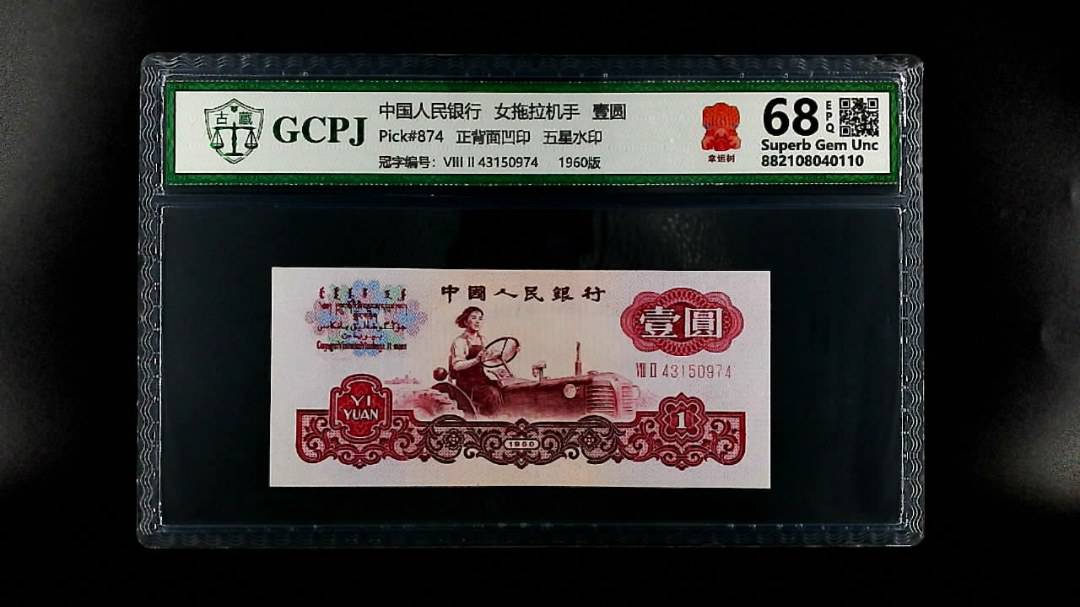 古藏
GCPJ
中国人民银行 女拖拉机手 壹圆
Pick#874 正背面凹印 五星水印
冠字编号: VIII II 43150974 1960版
幸运树
68 EPQ
Superb Gem Unc
882108040110
中國人民銀行
壹圓
VIII II 43150974
YI
YUAN
1960
1